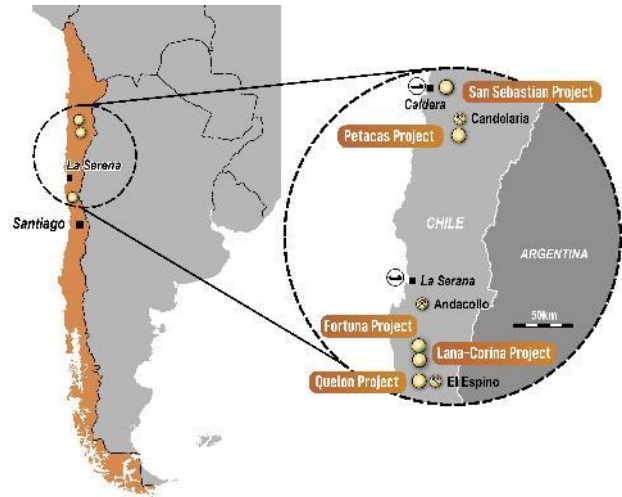 La Serena
Santiago
San Sebastian Project
Caldera
Candelaria
Petacas Project
CHILE
ARGENTINA
La Serana
Andacollo
50km
Fortuna Project
Lana-Corina Project
Quelon Project
El Espino